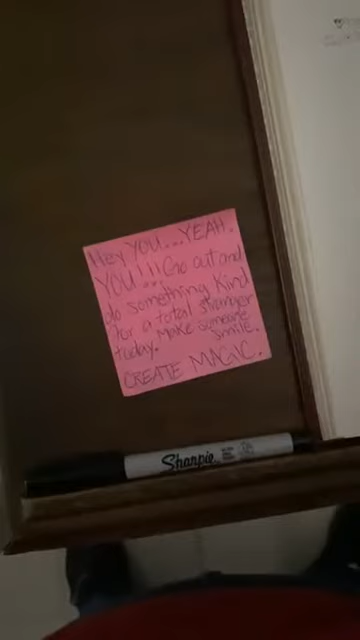 Hey YOU...YEAH.
YOU!!! Go out and
do something kind
for a total stranger
today. Make someone
smile.
CREATE MAGIC.
Sharpie